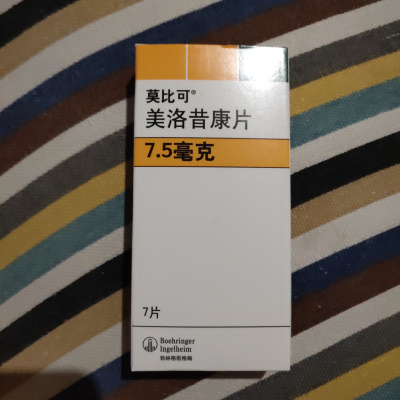 莫比可®
美洛昔康片
7.5毫克
7片
Boehringer
Ingelheim
勃林格殷格翰